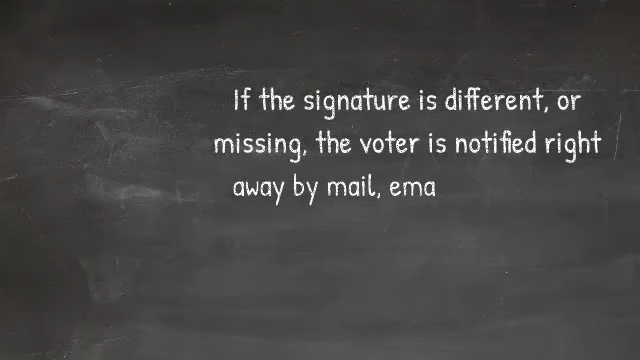 If the signature is different, or
missing, the voter is notified right
away by mail, ema